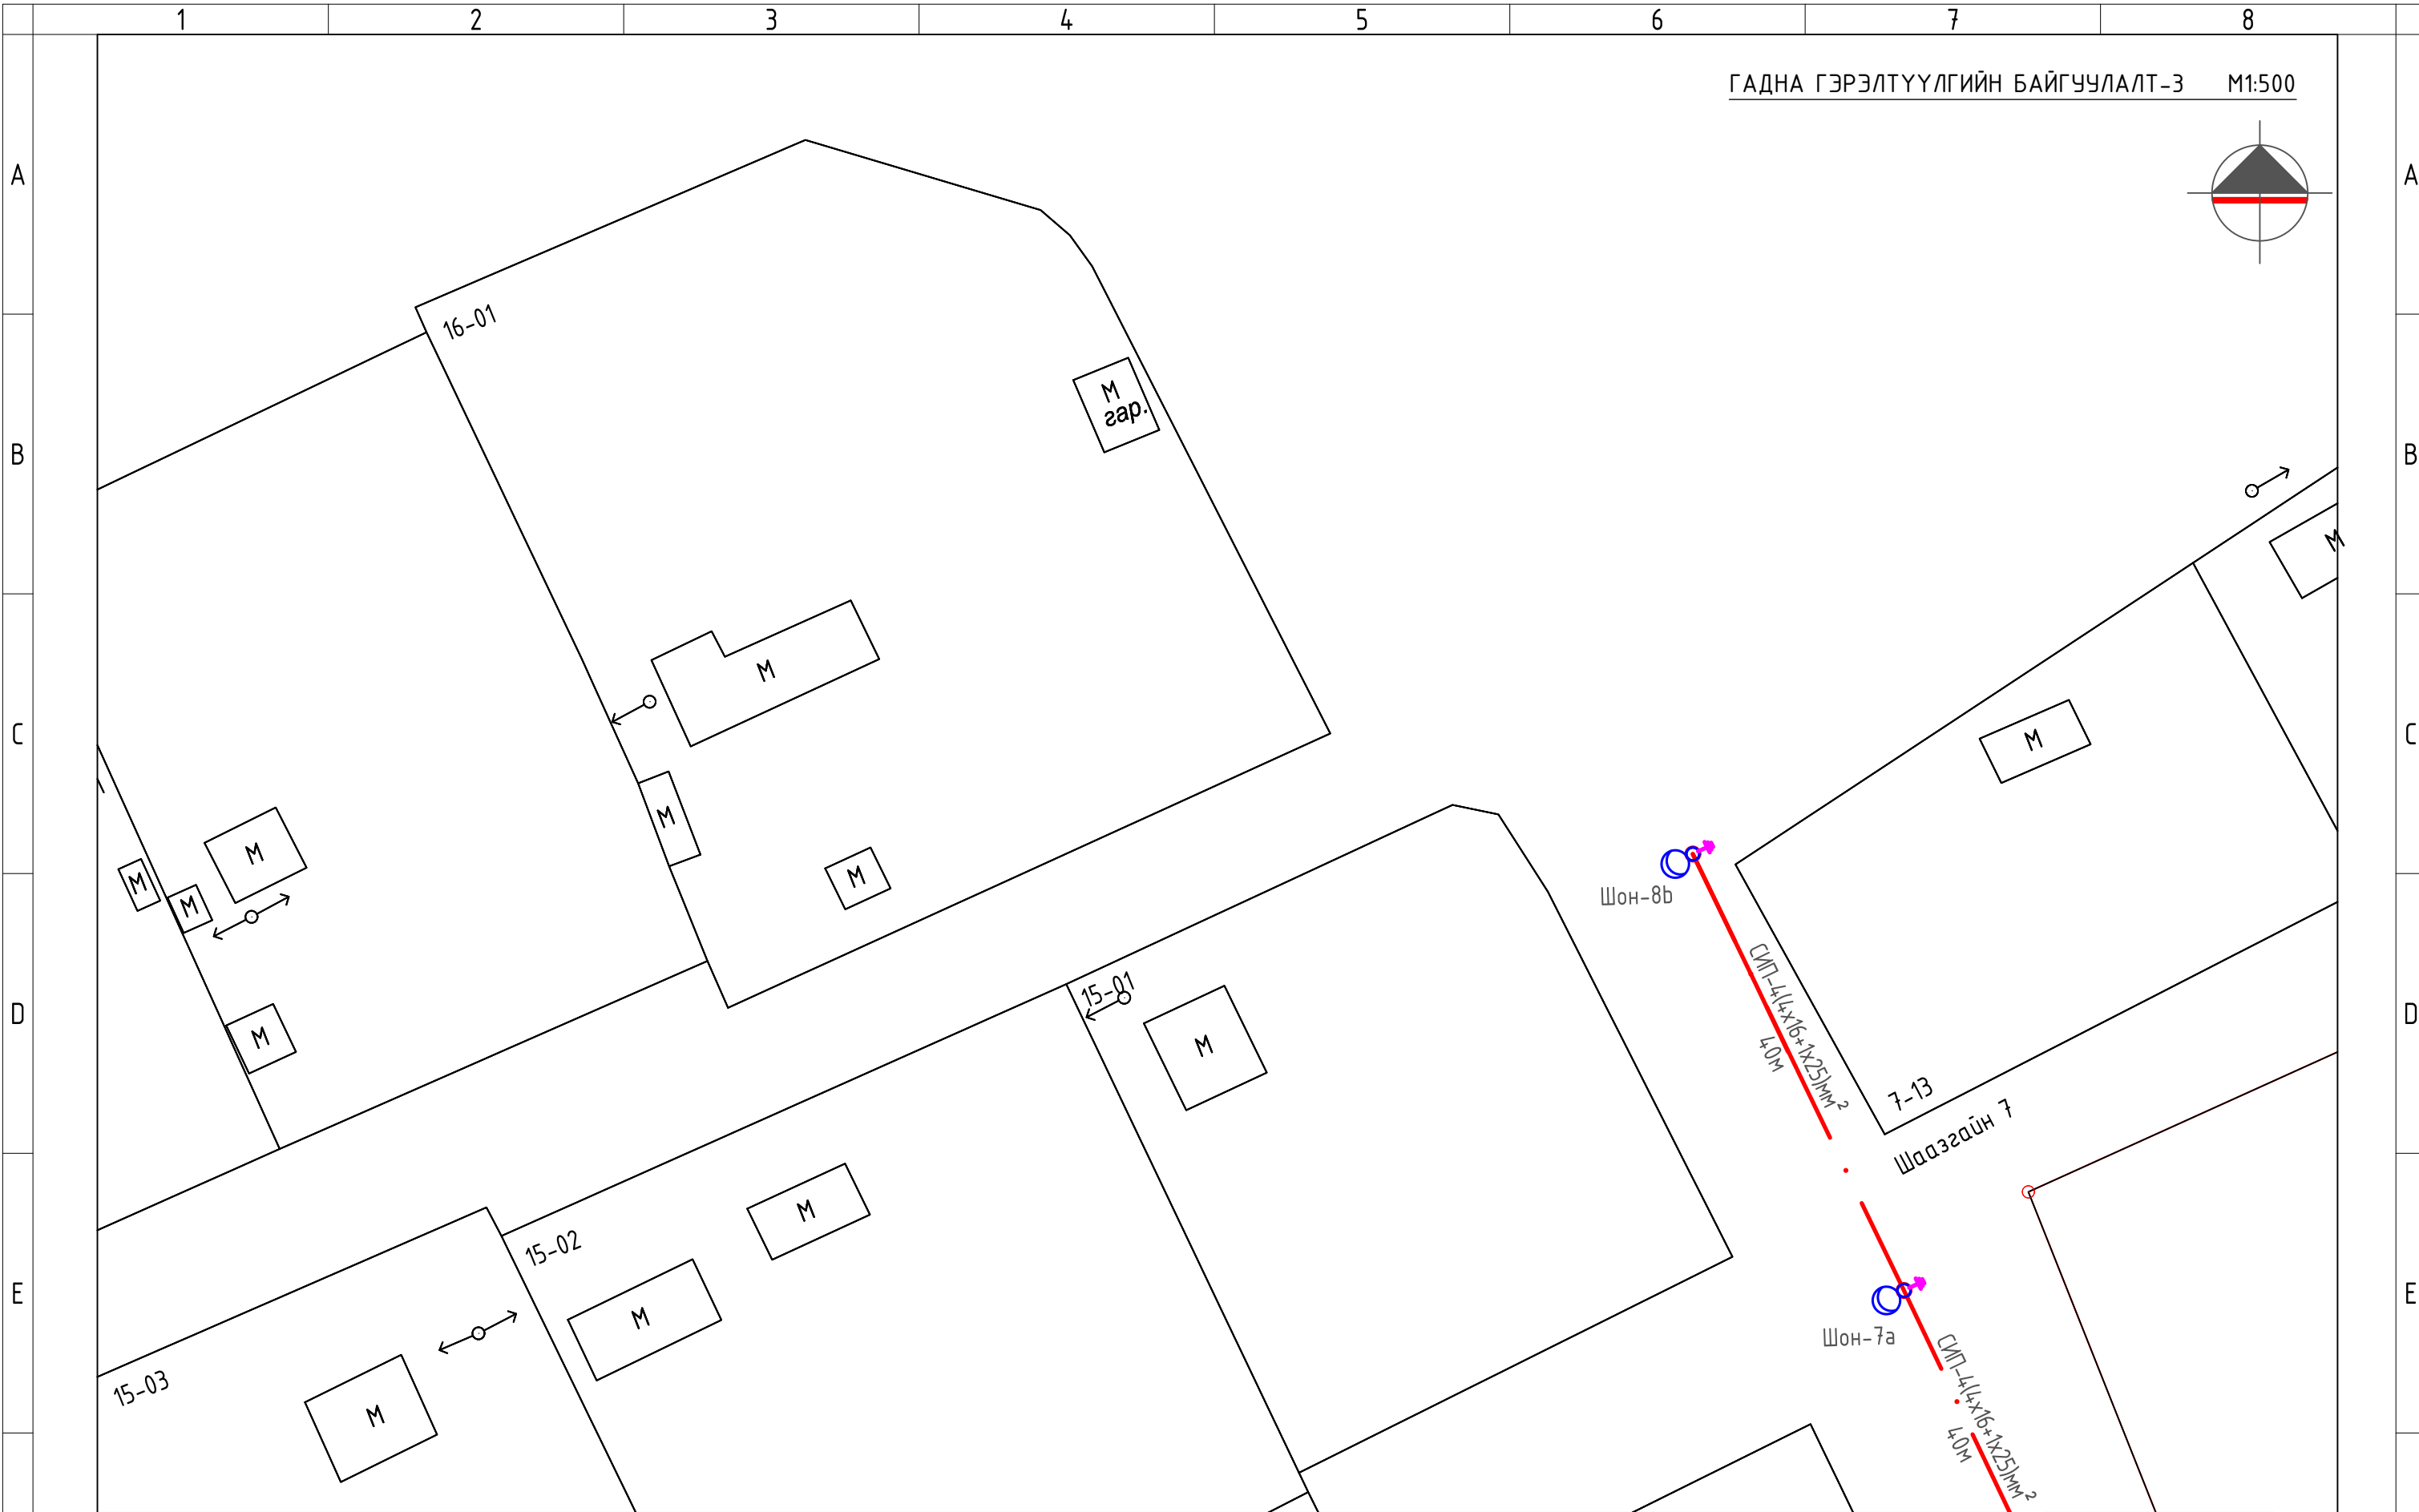 1 2 3 4 5 6 7 8
ГАДНА ГЭРЭЛТҮҮЛГИЙН БАЙГУУЛАЛТ-3 М1:500
A A
16-01
М
гар.
B B
М
М
C C
М
М
М
М
М
М
Шон-8b
СИП-4(4х16+1х25)мм²
40м
15-01
D D
М
М
7-13
Шаазгайн 7
М
15-02
E E
М
Шон-7а
СИП-4(4х16+1х25)мм²
40м
15-03
М